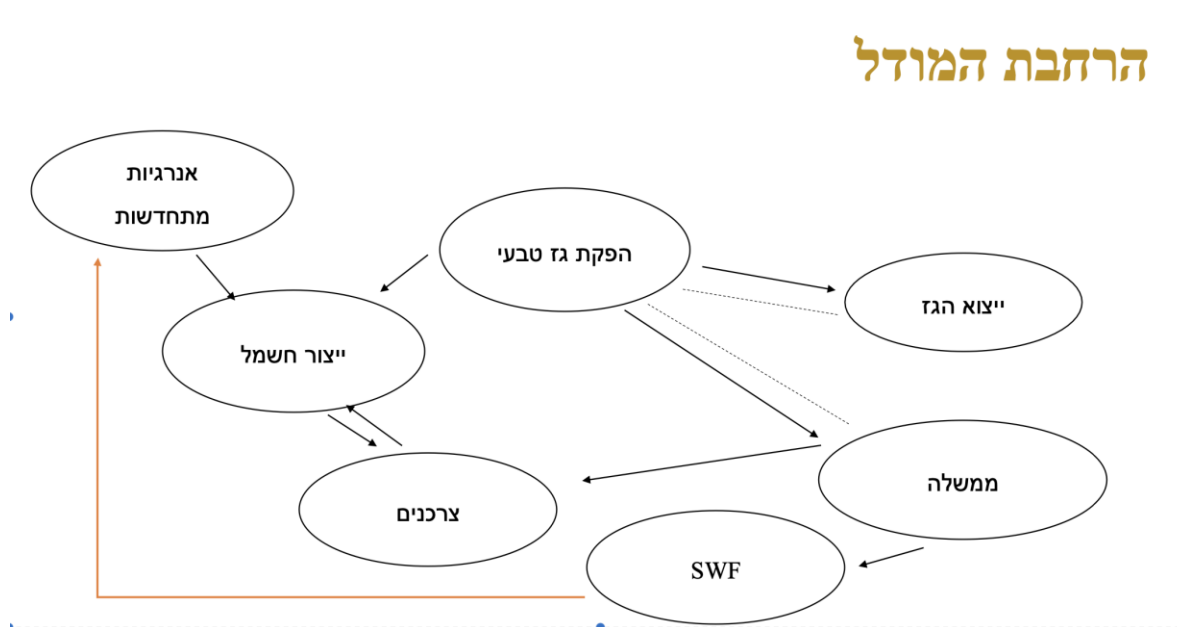 הרחבת המודל
אנרגיות
מתחדשות
הפקת גז טבעי
ייצוא הגז
ייצור חשמל
ממשלה
צרכנים
SWF